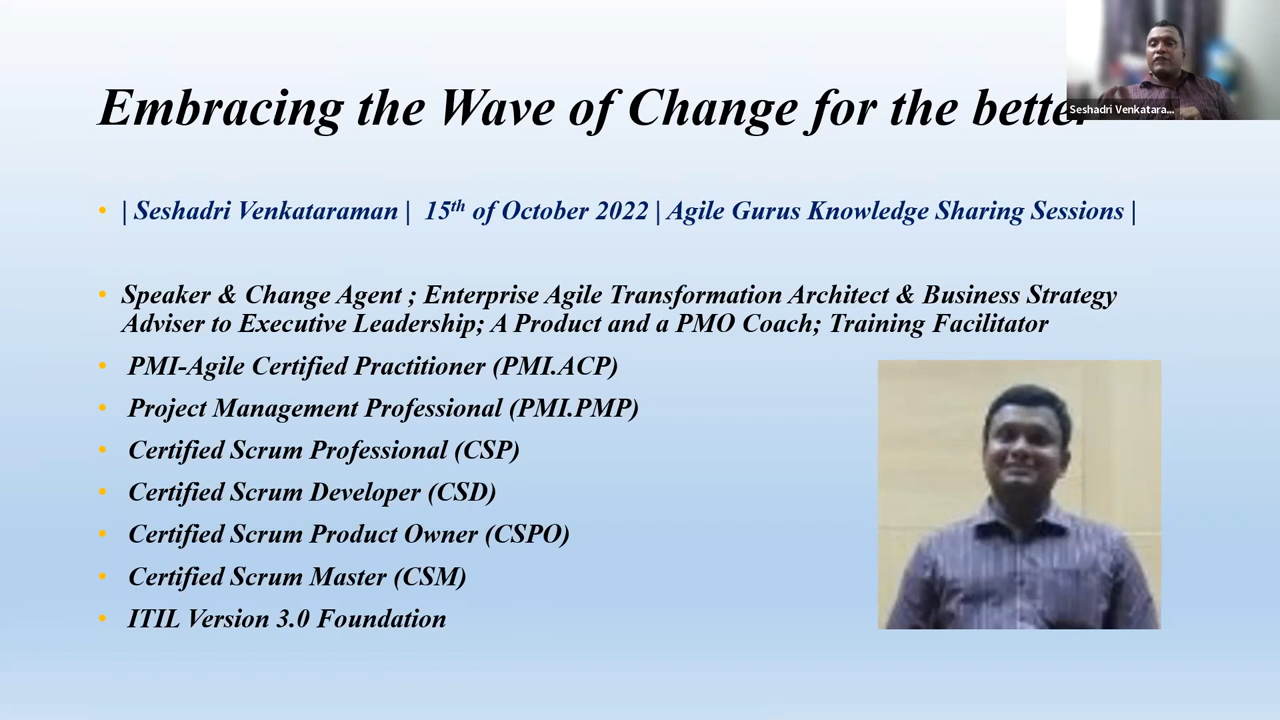 Embracing the Wave of Change for the better
Seshadri Venkatara...
• | Seshadri Venkataraman | 15th of October 2022 | Agile Gurus Knowledge Sharing Sessions |
• Speaker & Change Agent ; Enterprise Agile Transformation Architect & Business Strategy
Adviser to Executive Leadership; A Product and a PMO Coach; Training Facilitator
• PMI-Agile Certified Practitioner (PMI.ACP)
• Project Management Professional (PMI.PMP)
• Certified Scrum Professional (CSP)
• Certified Scrum Developer (CSD)
• Certified Scrum Product Owner (CSPO)
• Certified Scrum Master (CSM)
• ITIL Version 3.0 Foundation